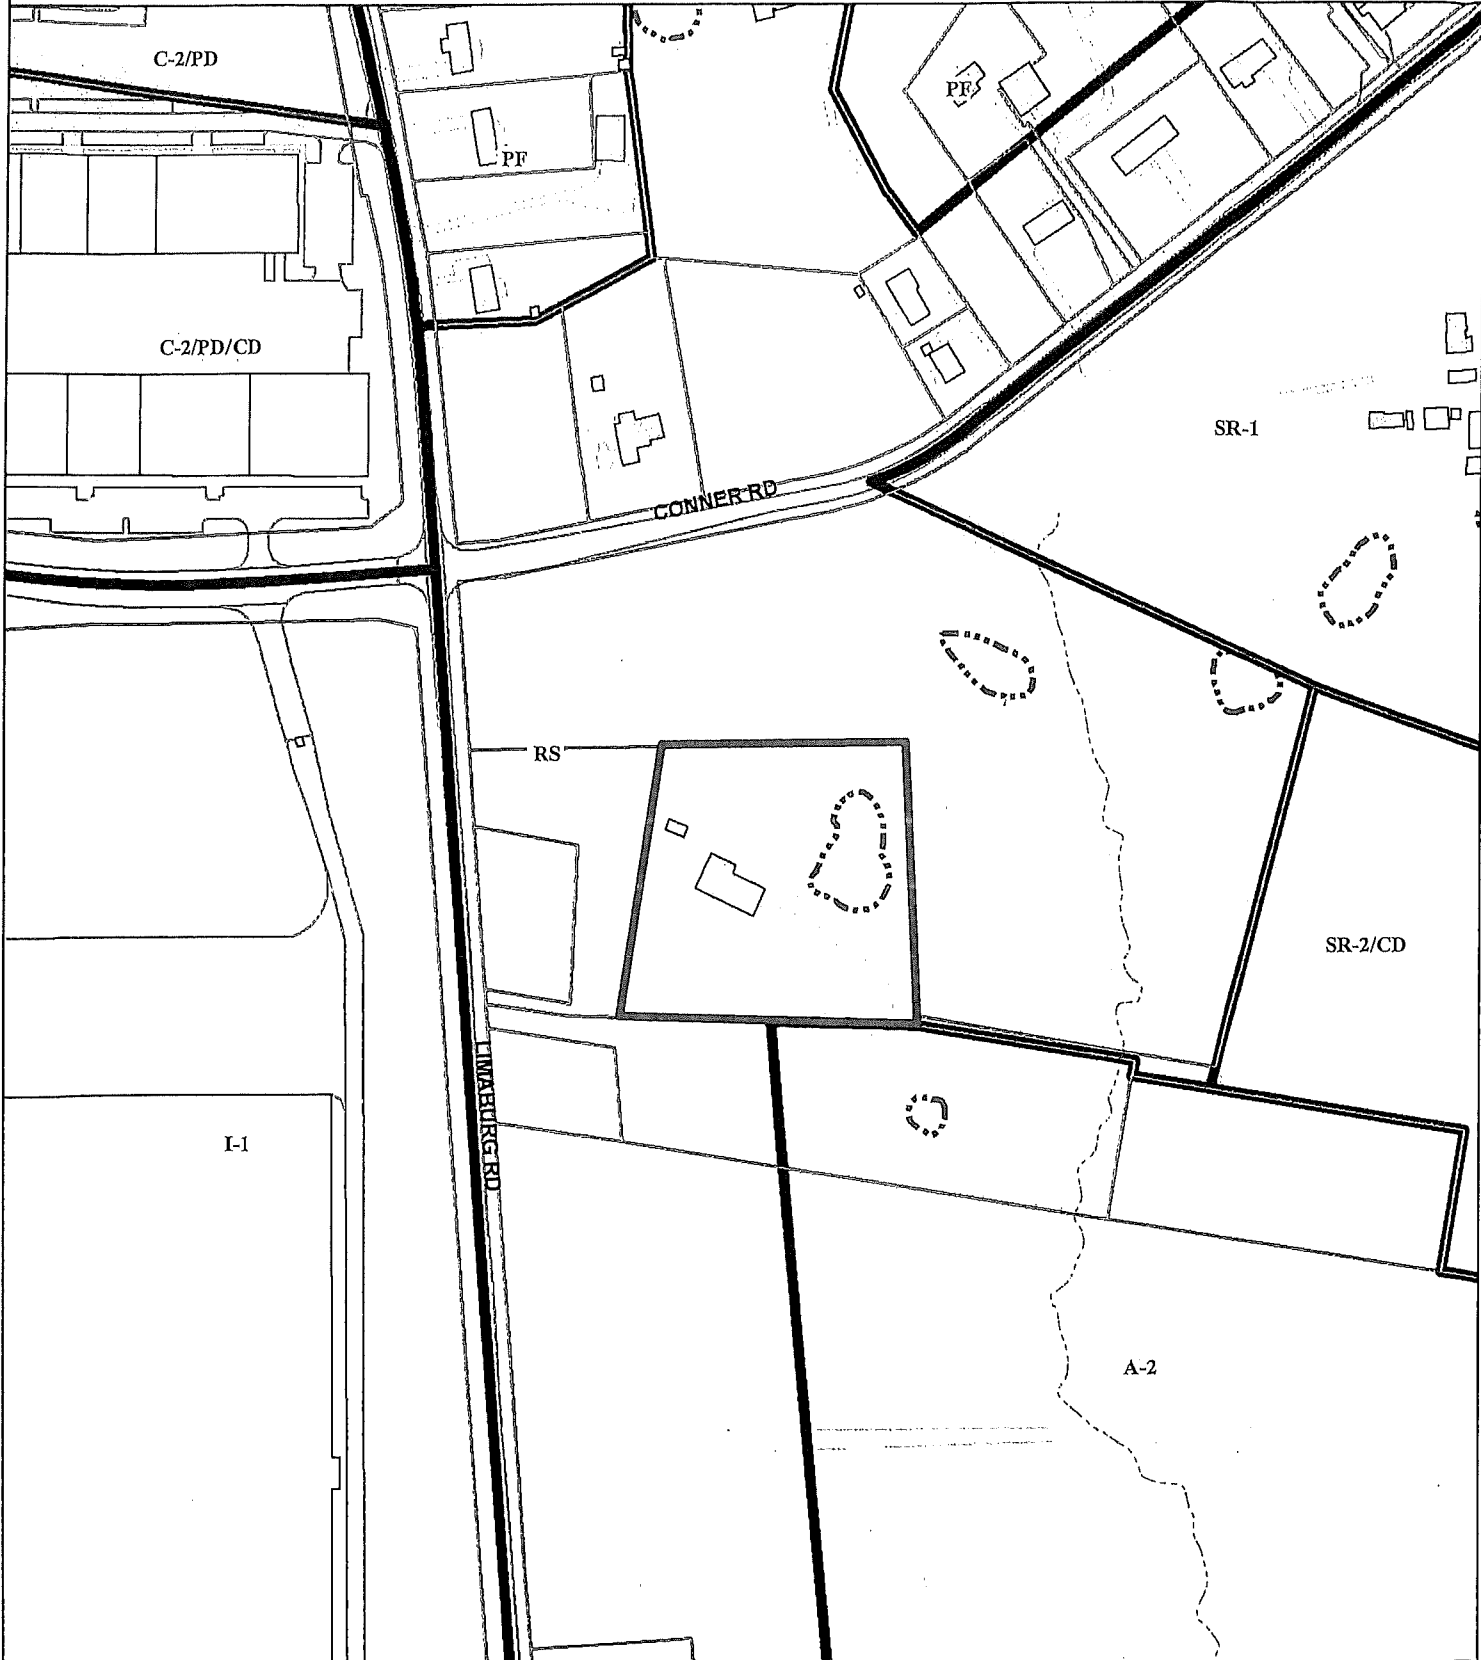 C-2/PD
PF
PF
C-2/PD/CD
SR-1
CONNER RD
RS
SR-2/CD
LIMABURG RD
I-1
A-2